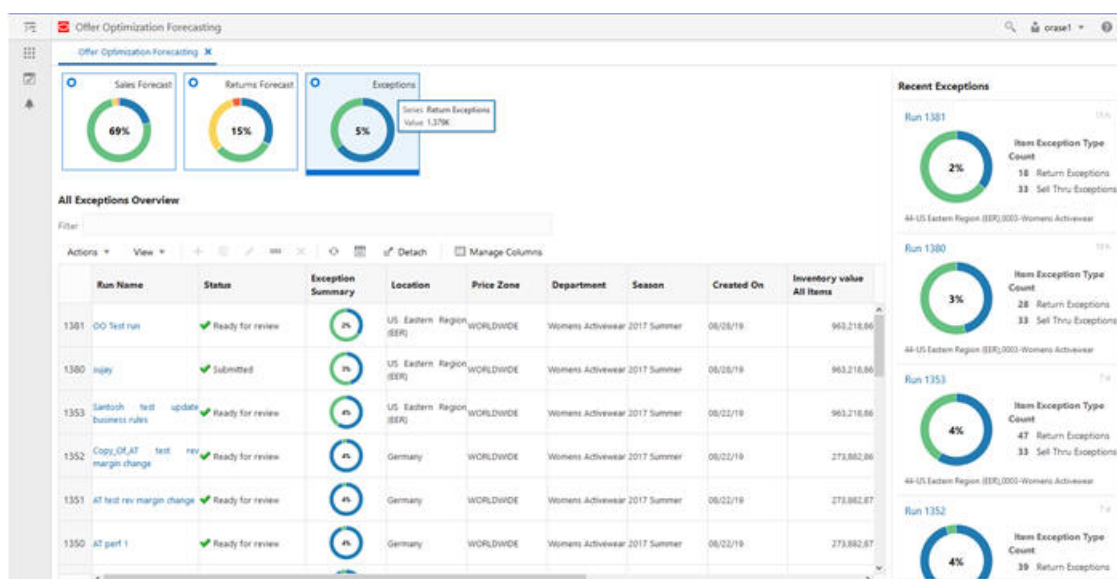 Offer Optimization Forecasting
orase1
Offer Optimization Forecasting ×
Sales Forecast
69%
Returns Forecast
15%
Exceptions
5%
Series Return Exceptions
Value 1.379K
All Exceptions Overview
Filter
Actions View Detach Manage Columns
Run Name Status Exception Summary Location Price Zone Department Season Created On Inventory value All Items
1381 OO Test run Ready for review 2% US Eastern Region (EER) WORLDWIDE Womens Activewear 2017 Summer 08/28/19 963,218,86
1380 sujay Submitted 3% US Eastern Region (EER) WORLDWIDE Womens Activewear 2017 Summer 08/28/19 963,218,86
1353 Santosh test update business rules Ready for review 4% US Eastern Region (EER) WORLDWIDE Womens Activewear 2017 Summer 08/22/19 963,218,86
1352 Copy_Of_AT test rev margin change Ready for review 4% Germany WORLDWIDE Womens Activewear 2017 Summer 08/22/19 273,882,86
1351 AT test rev margin change Ready for review 4% Germany WORLDWIDE Womens Activewear 2017 Summer 08/22/19 273,882,87
1350 AT perf 1 Ready for review 4% Germany WORLDWIDE Womens Activewear 2017 Summer 08/22/19 273,882,87
Recent Exceptions
Run 1381
2%
Item Exception Type
Count
18 Return Exceptions
33 Sell Thru Exceptions
44-US Eastern Region (EER),0003-Womens Activewear
Run 1380
3%
Item Exception Type
Count
28 Return Exceptions
33 Sell Thru Exceptions
44-US Eastern Region (EER),0003-Womens Activewear
Run 1353
7 d
4%
Item Exception Type
Count
47 Return Exceptions
33 Sell Thru Exceptions
44-US Eastern Region (EER),0003-Womens Activewear
Run 1352
7 d
4%
Item Exception Type
Count
39 Return Exceptions